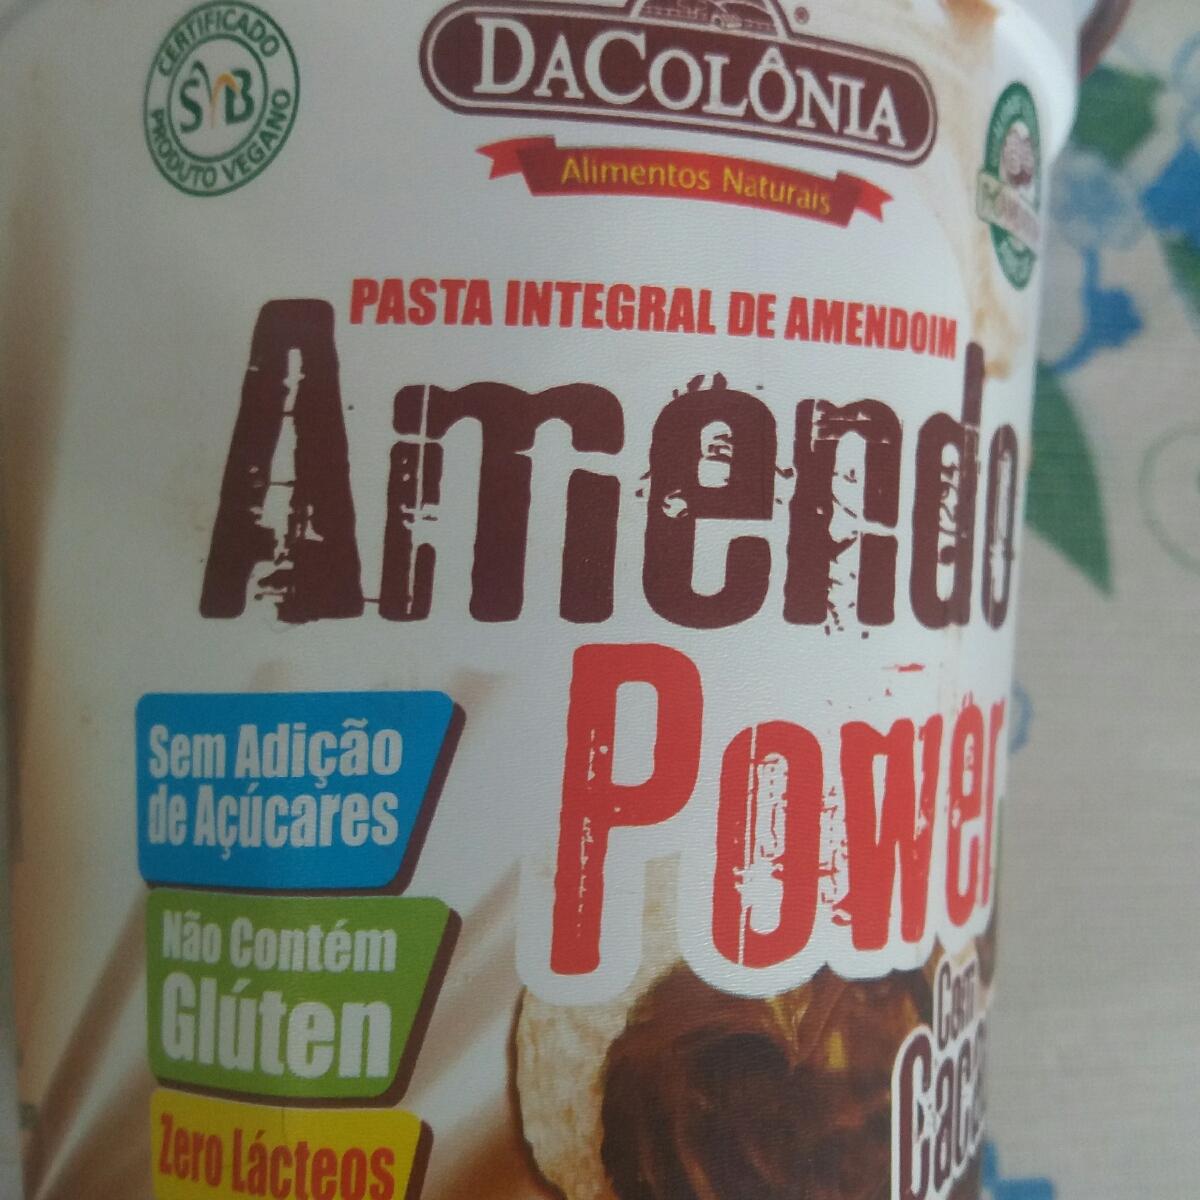 CERTIFICADO
SVB
PRODUTO VEGANO
DACOLÔNIA
®
Alimentos Naturais
PASTA INTEGRAL DE AMENDOIM
Amendo
Power
Sem Adição
de Açúcares
Não Contém
Glúten
Zero Lácteos
Com